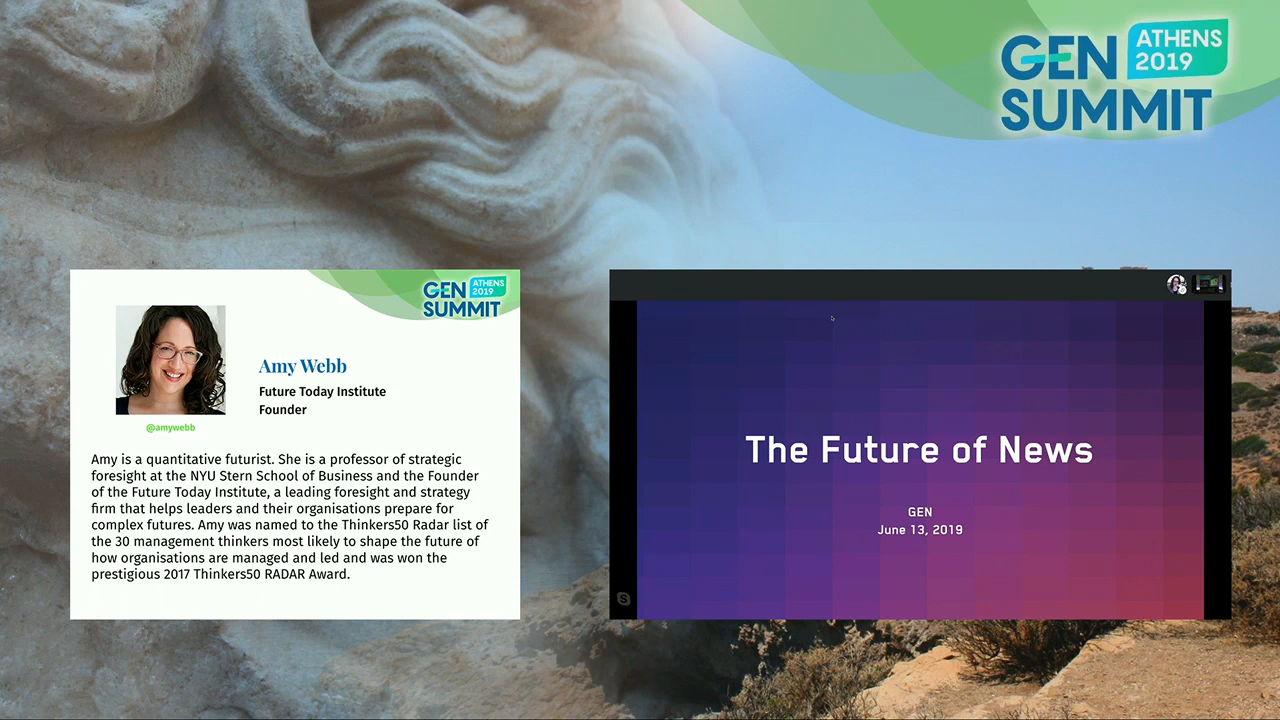 GEN
ATHENS
2019
SUMMIT
GEN
ATHENS
2019
SUMMIT
Amy Webb
Future Today Institute
Founder
@amywebb
Amy is a quantitative futurist. She is a professor of strategic
foresight at the NYU Stern School of Business and the Founder
of the Future Today Institute, a leading foresight and strategy
firm that helps leaders and their organisations prepare for
complex futures. Amy was named to the Thinkers50 Radar list of
the 30 management thinkers most likely to shape the future of
how organisations are managed and led and was won the
prestigious 2017 Thinkers50 RADAR Award.
The Future of News
GEN
June 13, 2019